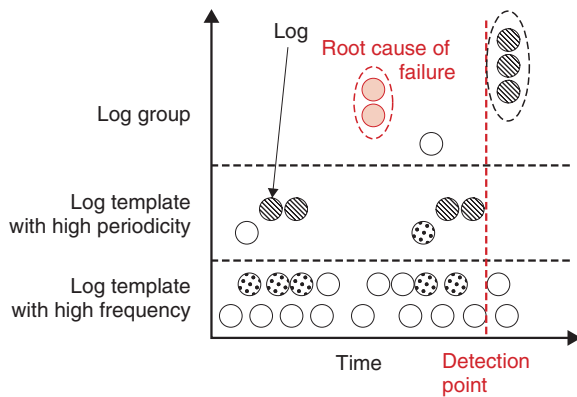 Log
Root cause of
failure
Log group
Log template
with high periodicity
Log template
with high frequency
Time
Detection
point